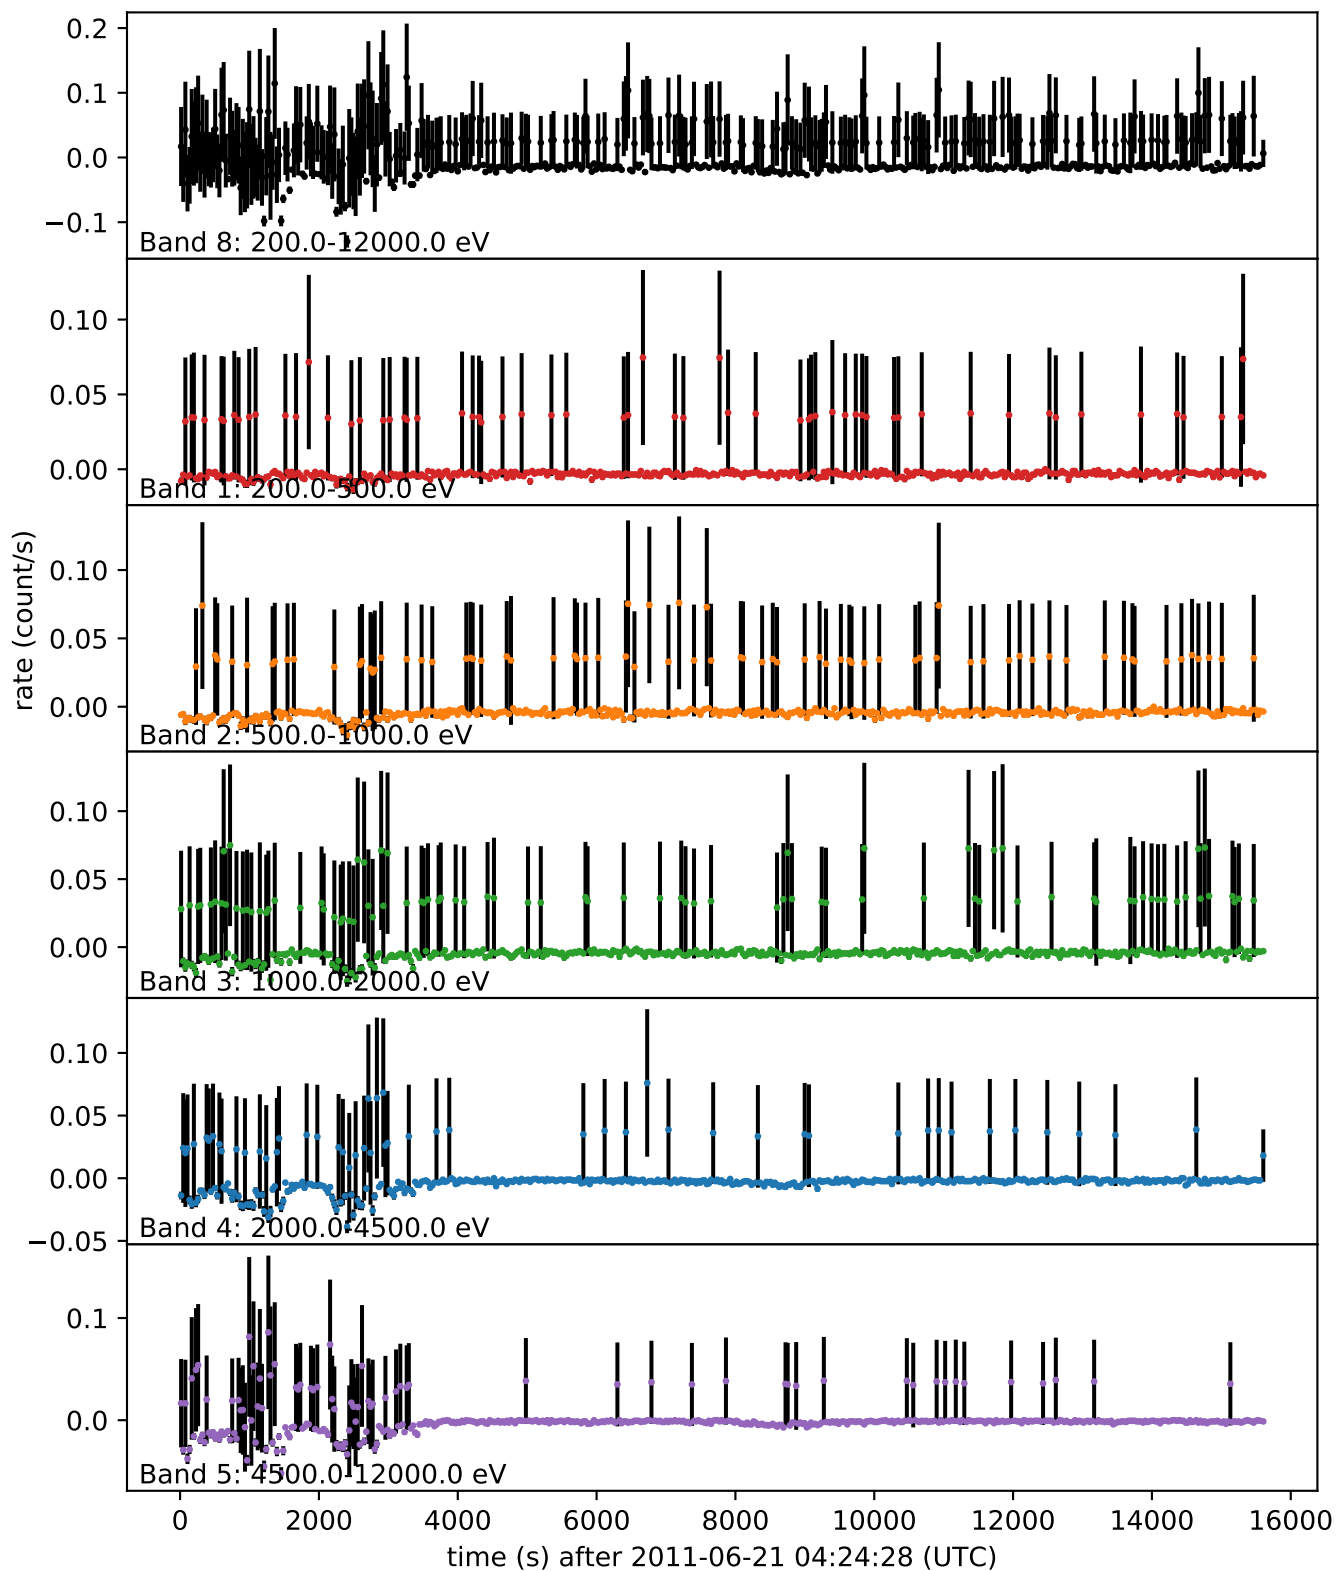 0.2
0.1
0.0
−0.1
Band 8: 200.0-12000.0 eV
0.10
0.05
0.00
Band 1: 200.0-500.0 eV
rate (count/s)
0.10
0.05
0.00
Band 2: 500.0-1000.0 eV
0.10
0.05
0.00
Band 3: 1000.0-2000.0 eV
0.10
0.05
0.00
−0.05
Band 4: 2000.0-4500.0 eV
0.1
0.0
Band 5: 4500.0-12000.0 eV
0 2000 4000 6000 8000 10000 12000 14000 16000
time (s) after 2011-06-21 04:24:28 (UTC)